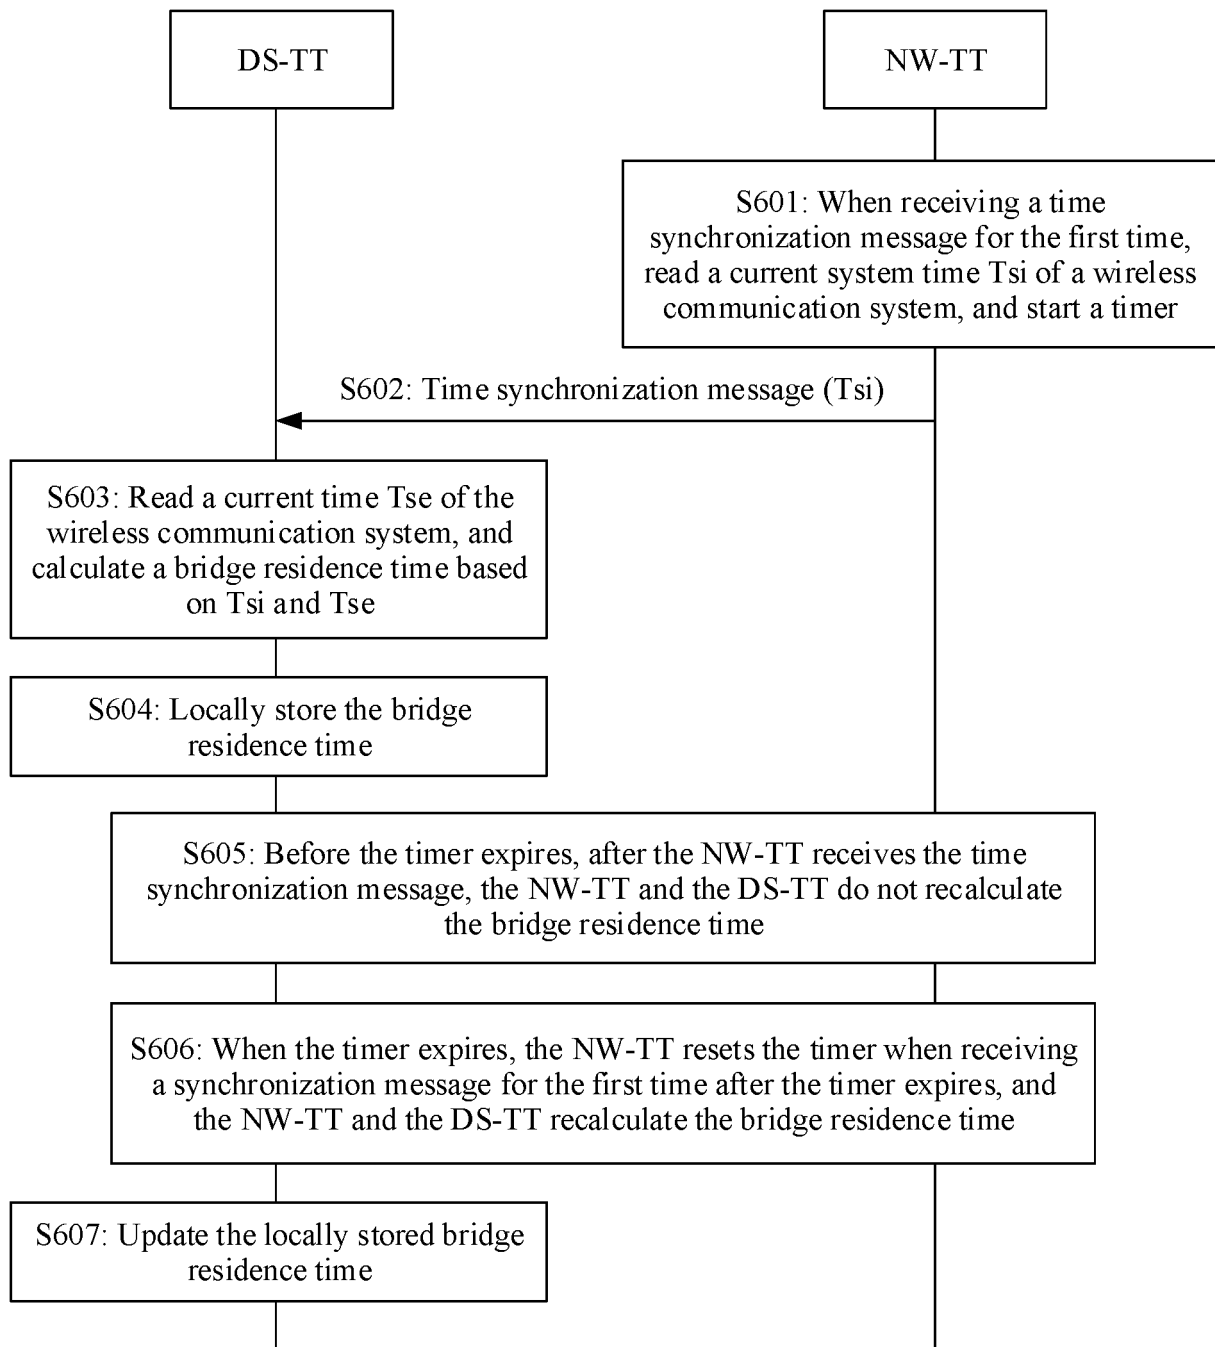 DS-TT
NW-TT
S601: When receiving a time
synchronization message for the first time,
read a current system time Tsi of a wireless
communication system, and start a timer
S602: Time synchronization message (Tsi)
S603: Read a current time Tse of the
wireless communication system, and
calculate a bridge residence time based
on Tsi and Tse
S604: Locally store the bridge
residence time
S605: Before the timer expires, after the NW-TT receives the time
synchronization message, the NW-TT and the DS-TT do not recalculate
the bridge residence time
S606: When the timer expires, the NW-TT resets the timer when receiving
a synchronization message for the first time after the timer expires, and
the NW-TT and the DS-TT recalculate the bridge residence time
S607: Update the locally stored bridge
residence time